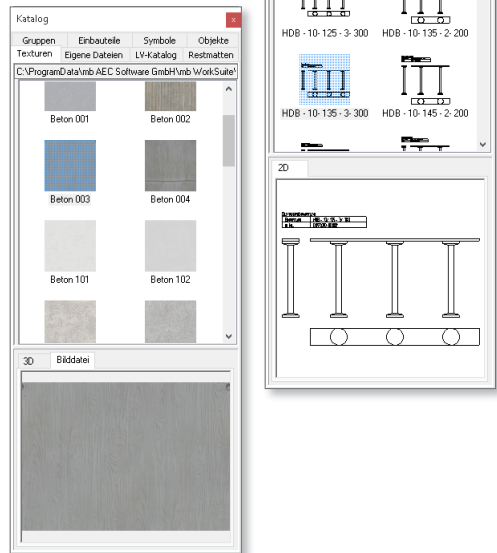 Katalog
x
Gruppen Einbauteile Symbole Objekte
Texturen Eigene Dateien LV-Katalog Restmatten
C:\ProgramData\mb AEC Software GmbH\mb WorkSuite\
Beton 001 Beton 002
Beton 003 Beton 004
Beton 101 Beton 102
3D Bilddatei
HDB - 10- 125 - 3- 300 HDB - 10- 135 - 2- 200
HDB - 10- 135 - 3- 300 HDB - 10- 145 - 2- 200
2D